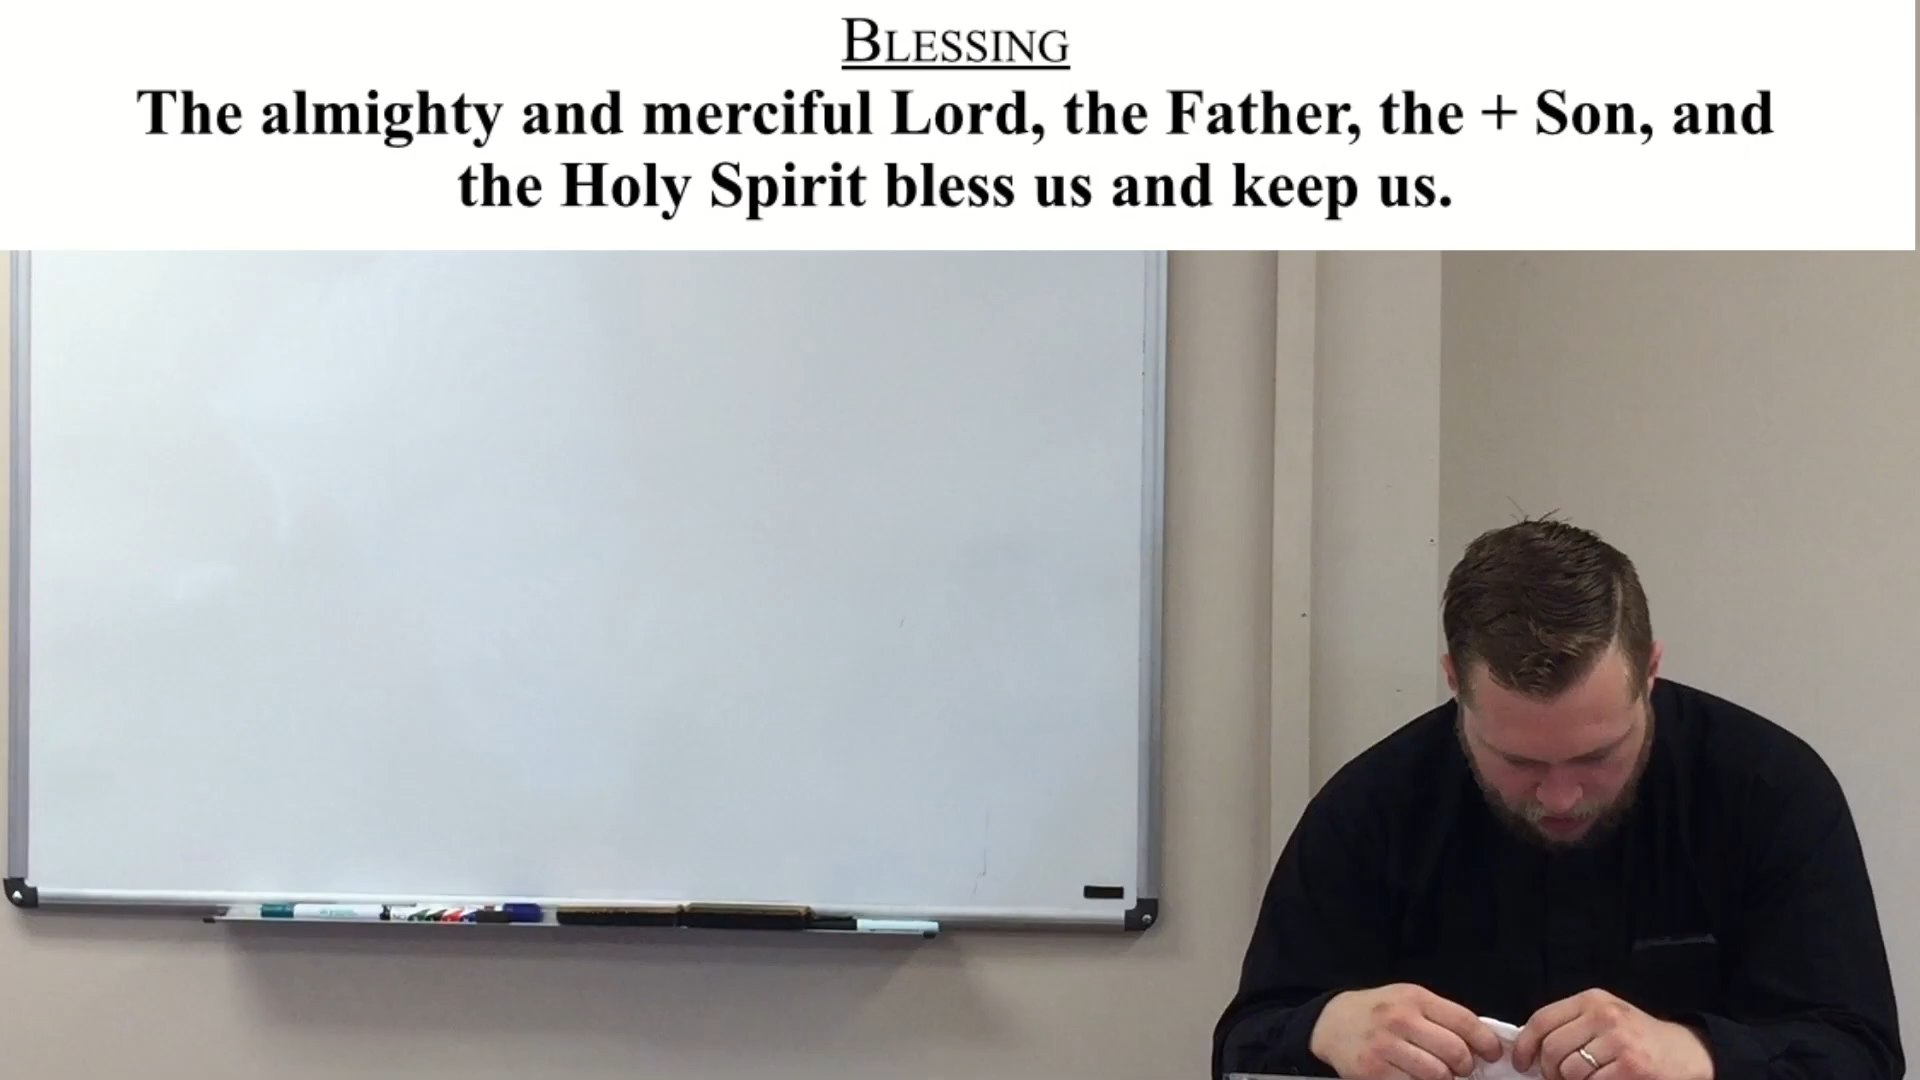 BLESSING
The almighty and merciful Lord, the Father, the + Son, and
the Holy Spirit bless us and keep us.